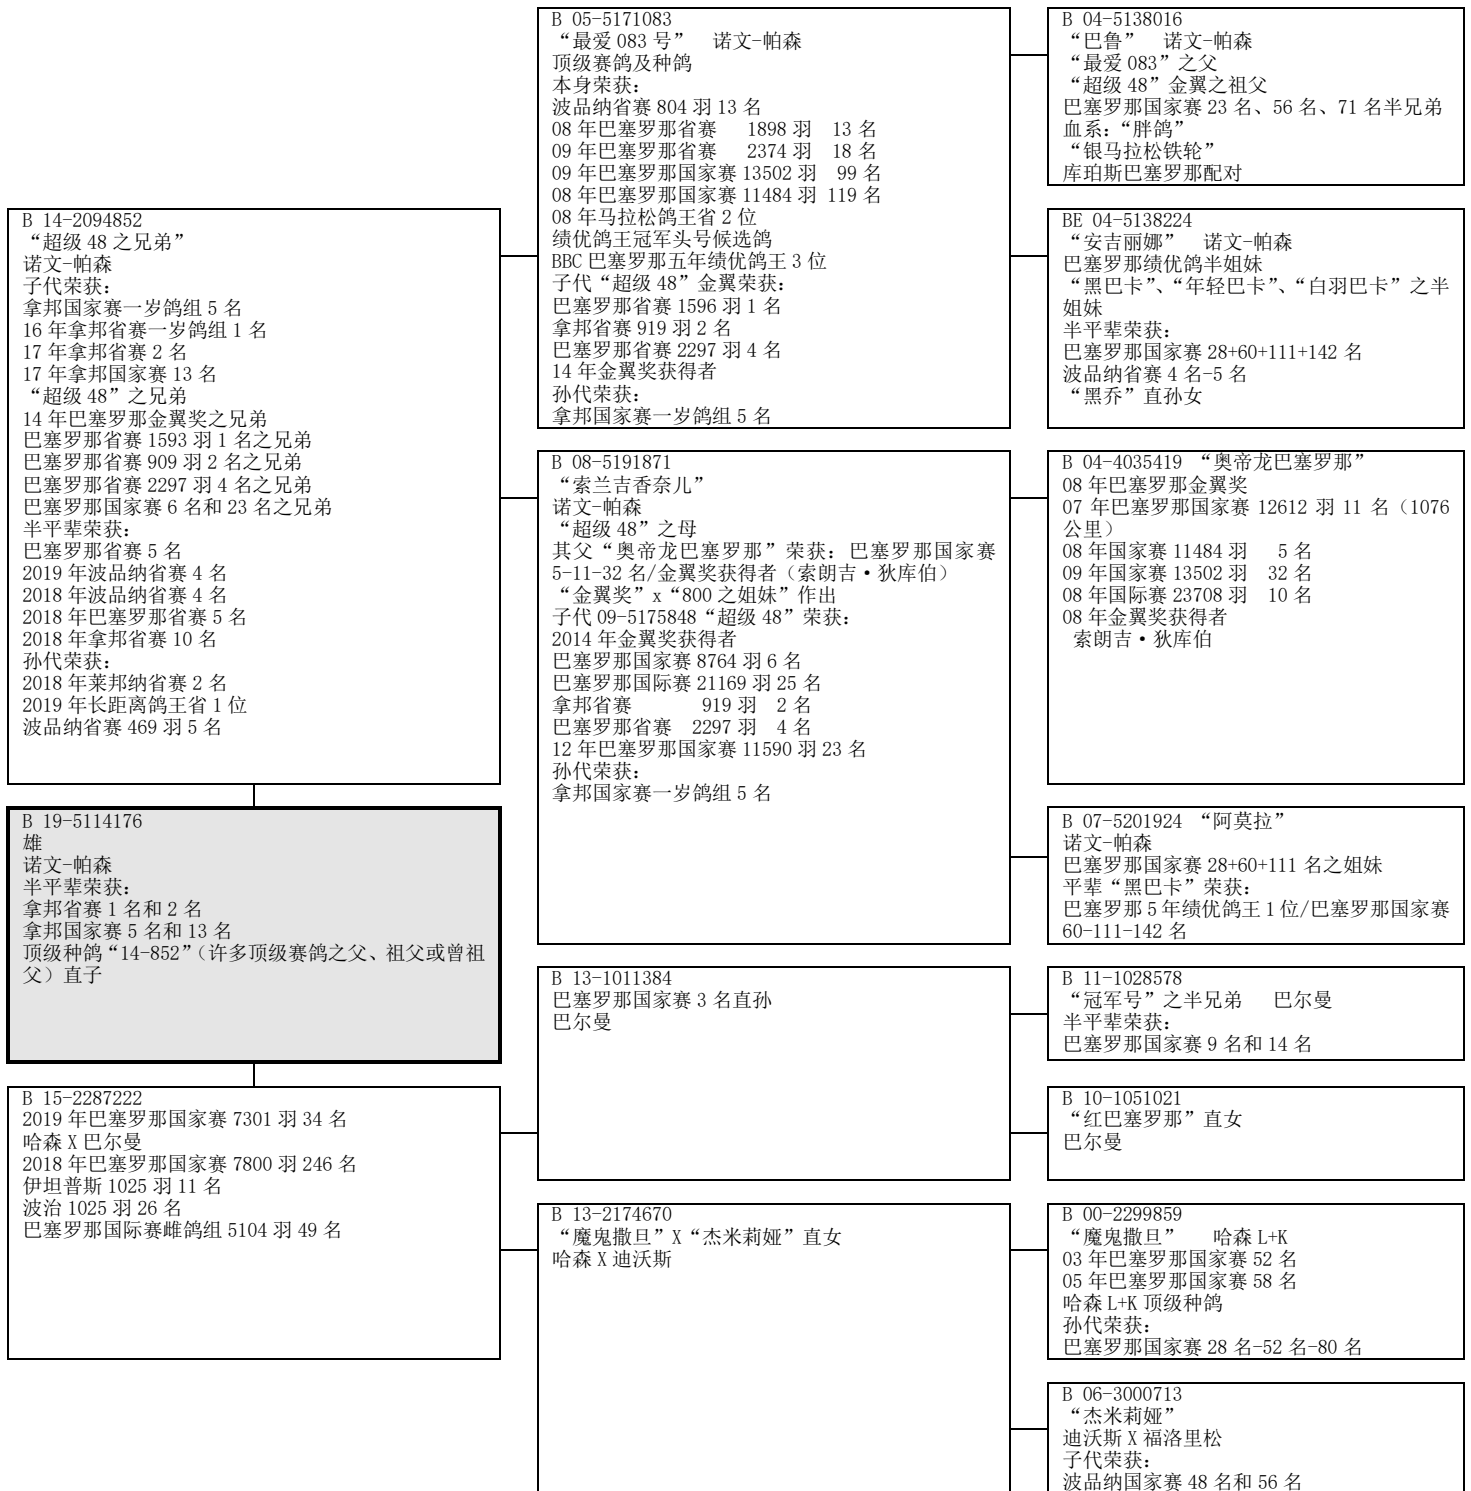 B 14-2094852
“超级 48 之兄弟”
诺文-帕森
子代荣获：
拿邦国家赛一岁鸽组 5 名
16 年拿邦省赛一岁鸽组 1 名
17 年拿邦省赛 2 名
17 年拿邦国家赛 13 名
“超级 48”之兄弟
14 年巴塞罗那金翼奖之兄弟
巴塞罗那省赛 1593 羽 1 名之兄弟
巴塞罗那省赛 909 羽 2 名之兄弟
巴塞罗那省赛 2297 羽 4 名之兄弟
巴塞罗那国家赛 6 名和 23 名之兄弟
半平辈荣获：
巴塞罗那省赛 5 名
2019 年波品纳省赛 4 名
2018 年波品纳省赛 4 名
2018 年巴塞罗那省赛 5 名
2018 年拿邦省赛 10 名
孙代荣获：
2018 年莱邦纳省赛 2 名
2019 年长距离鸽王省 1 位
波品纳省赛 469 羽 5 名
B 19-5114176
雄
诺文-帕森
半平辈荣获：
拿邦省赛 1 名和 2 名
拿邦国家赛 5 名和 13 名
顶级种鸽“14-852”（许多顶级赛鸽之父、祖父或曾祖
父）直子
B 15-2287222
2019 年巴塞罗那国家赛 7301 羽 34 名
哈森 X 巴尔曼
2018 年巴塞罗那国家赛 7800 羽 246 名
伊坦普斯 1025 羽 11 名
波治 1025 羽 26 名
巴塞罗那国际赛雌鸽组 5104 羽 49 名
B 05-5171083
“最爱 083 号” 诺文-帕森
顶级赛鸽及种鸽
本身荣获：
波品纳省赛 804 羽 13 名
08 年巴塞罗那省赛 1898 羽 13 名
09 年巴塞罗那省赛 2374 羽 18 名
09 年巴塞罗那国家赛 13502 羽 99 名
08 年巴塞罗那国家赛 11484 羽 119 名
08 年马拉松鸽王省 2 位
绩优鸽王冠军头号候选鸽
BBC 巴塞罗那五年绩优鸽王 3 位
子代“超级 48”金翼荣获：
巴塞罗那省赛 1596 羽 1 名
拿邦省赛 919 羽 2 名
巴塞罗那省赛 2297 羽 4 名
14 年金翼奖获得者
孙代荣获：
拿邦国家赛一岁鸽组 5 名
B 08-5191871
“索兰吉香奈儿”
诺文-帕森
“超级 48”之母
其父“奥帝龙巴塞罗那”荣获：巴塞罗那国家赛
5-11-32 名/金翼奖获得者（索朗吉·狄库伯）
“金翼奖”x“800 之姐妹”作出
子代 09-5175848“超级 48”荣获：
2014 年金翼奖获得者
巴塞罗那国家赛 8764 羽 6 名
巴塞罗那国际赛 21169 羽 25 名
拿邦省赛 919 羽 2 名
巴塞罗那省赛 2297 羽 4 名
12 年巴塞罗那国家赛 11590 羽 23 名
孙代荣获：
拿邦国家赛一岁鸽组 5 名
B 13-1011384
巴塞罗那国家赛 3 名直孙
巴尔曼
B 13-2174670
“魔鬼撒旦”X“杰米莉娅”直女
哈森 X 迪沃斯
B 04-5138016
“巴鲁” 诺文-帕森
“最爱 083”之父
“超级 48”金翼之祖父
巴塞罗那国家赛 23 名、56 名、71 名半兄弟
血系：“胖鸽”
“银马拉松铁轮”
库珀斯巴塞罗那配对
BE 04-5138224
“安吉丽娜” 诺文-帕森
巴塞罗那绩优鸽半姐妹
“黑巴卡”、“年轻巴卡”、“白羽巴卡”之半
姐妹
半平辈荣获：
巴塞罗那国家赛 28+60+111+142 名
波品纳省赛 4 名-5 名
“黑乔”直孙女
B 04-4035419 “奥帝龙巴塞罗那”
08 年巴塞罗那金翼奖
07 年巴塞罗那国家赛 12612 羽 11 名（1076
公里）
08 年国家赛 11484 羽 5 名
09 年国家赛 13502 羽 32 名
08 年国际赛 23708 羽 10 名
08 年金翼奖获得者
索朗吉·狄库伯
B 07-5201924 “阿莫拉”
诺文-帕森
巴塞罗那国家赛 28+60+111 名之姐妹
平辈“黑巴卡”荣获：
巴塞罗那 5 年绩优鸽王 1 位/巴塞罗那国家赛
60-111-142 名
B 11-1028578
“冠军号”之半兄弟 巴尔曼
半平辈荣获：
巴塞罗那国家赛 9 名和 14 名
B 10-1051021
“红巴塞罗那”直女
巴尔曼
B 00-2299859
“魔鬼撒旦” 哈森 L+K
03 年巴塞罗那国家赛 52 名
05 年巴塞罗那国家赛 58 名
哈森 L+K 顶级种鸽
孙代荣获：
巴塞罗那国家赛 28 名-52 名-80 名
B 06-3000713
“杰米莉娅”
迪沃斯 X 福洛里松
子代荣获：
波品纳国家赛 48 名和 56 名